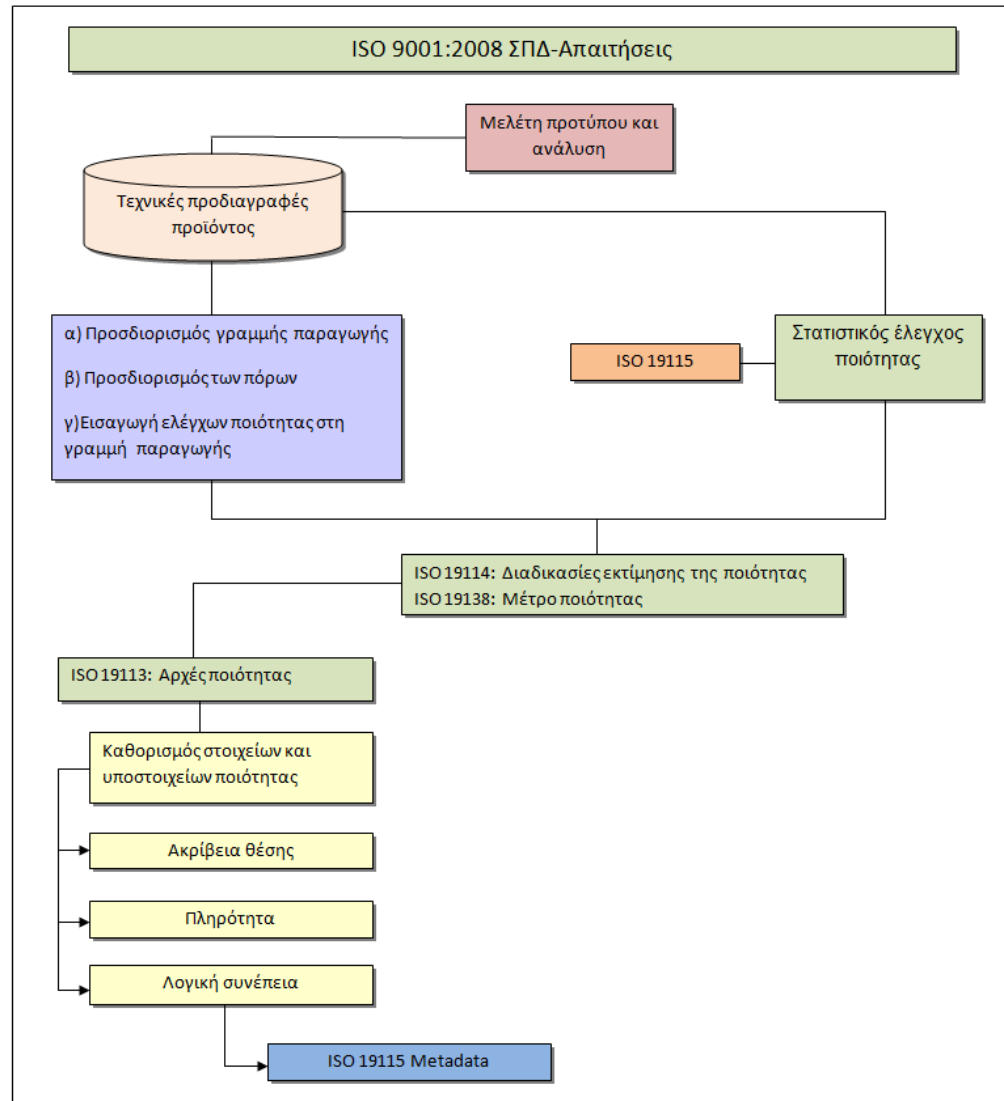 ISO 9001:2008 ΣΠΔ-Απαιτήσεις
Μελέτη προτύπου και
ανάλυση
Τεχνικές προδιαγραφές
προϊόντος
α) Προσδιορισμός γραμμής παραγωγής
β) Προσδιορισμός των πόρων
γ)Εισαγωγή ελέγχων ποιότητας στη
γραμμή παραγωγής
ISO 19115
Στατιστικός έλεγχος
ποιότητας
ISO 19114: Διαδικασίες εκτίμησης της ποιότητας
ISO 19138: Μέτρο ποιότητας
ISO 19113: Αρχές ποιότητας
Καθορισμός στοιχείων και
υποστοιχείων ποιότητας
Ακρίβεια θέσης
Πληρότητα
Λογική συνέπεια
ISO 19115 Metadata